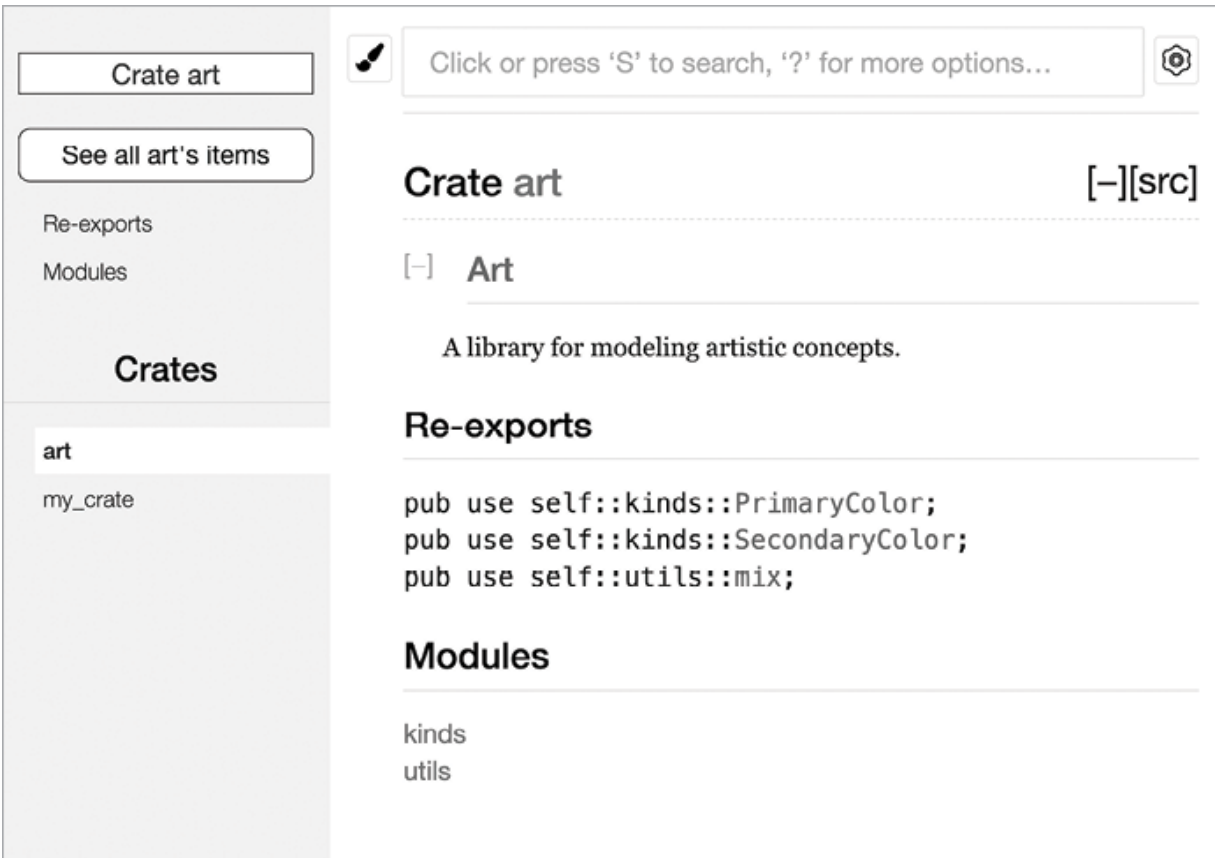 Crate art
See all art's items
Re-exports
Modules
Crates
art
my_crate
Click or press ‘S’ to search, ‘?’ for more options…
Crate art [–][src]
[–] Art
A library for modeling artistic concepts.
Re-exports
pub use self::kinds::PrimaryColor;
pub use self::kinds::SecondaryColor;
pub use self::utils::mix;
Modules
kinds
utils